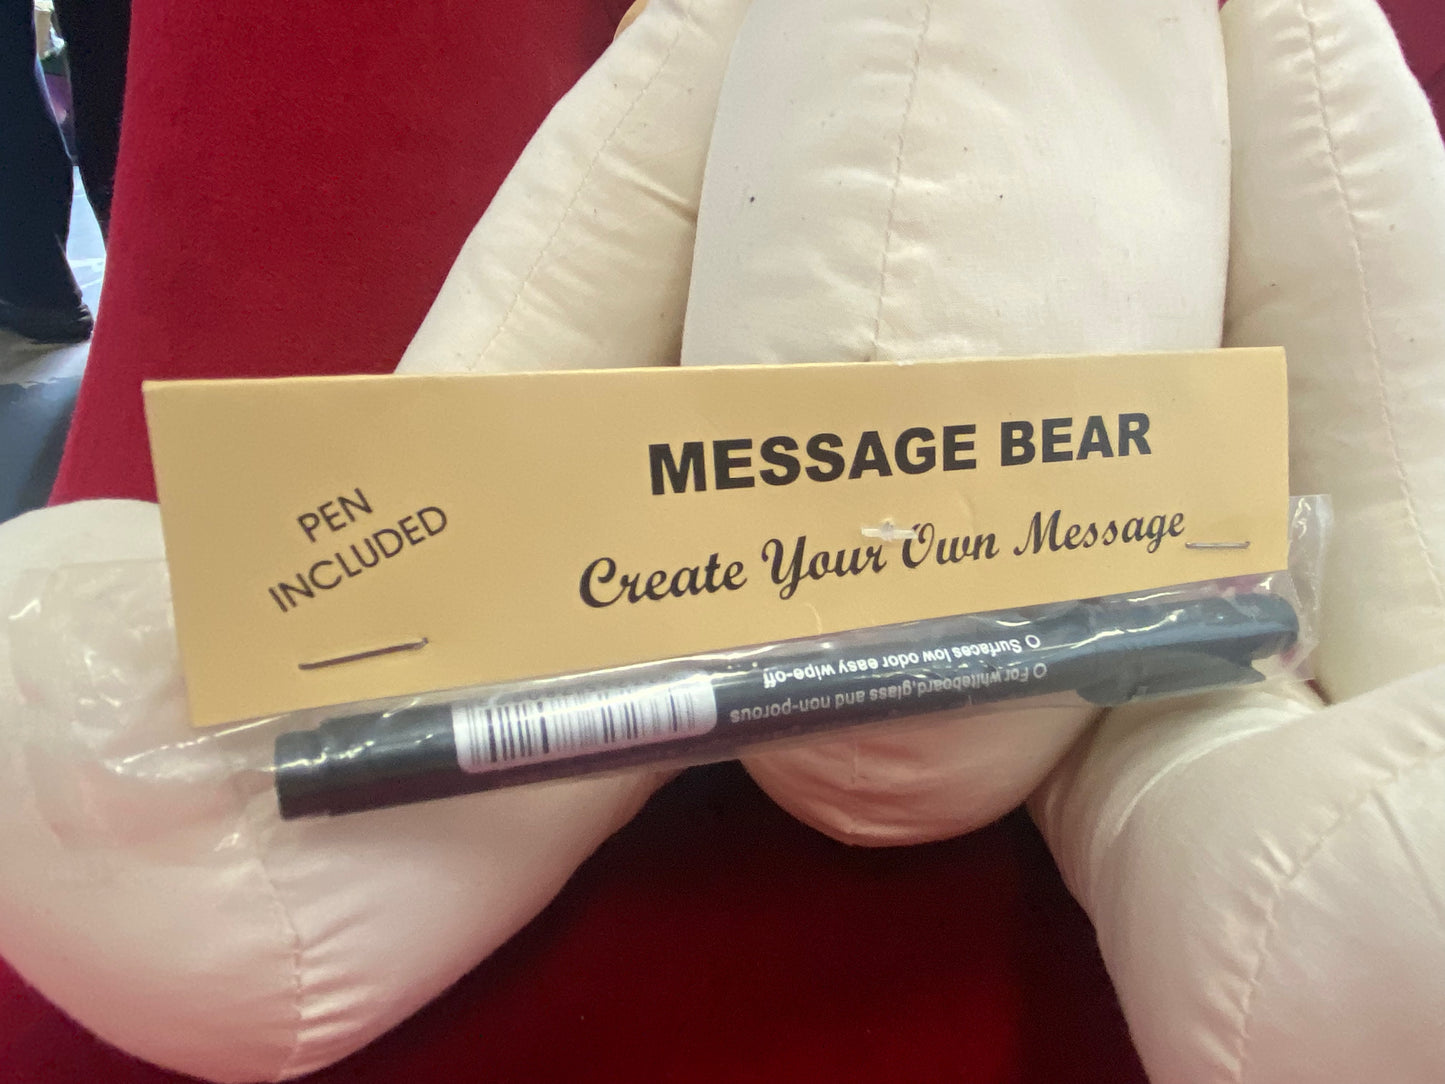 MESSAGE BEAR
Create Your Own Message
PEN
INCLUDED
O For whiteboard,glass and non-porous
O Surfaces low odor easy wipe-off